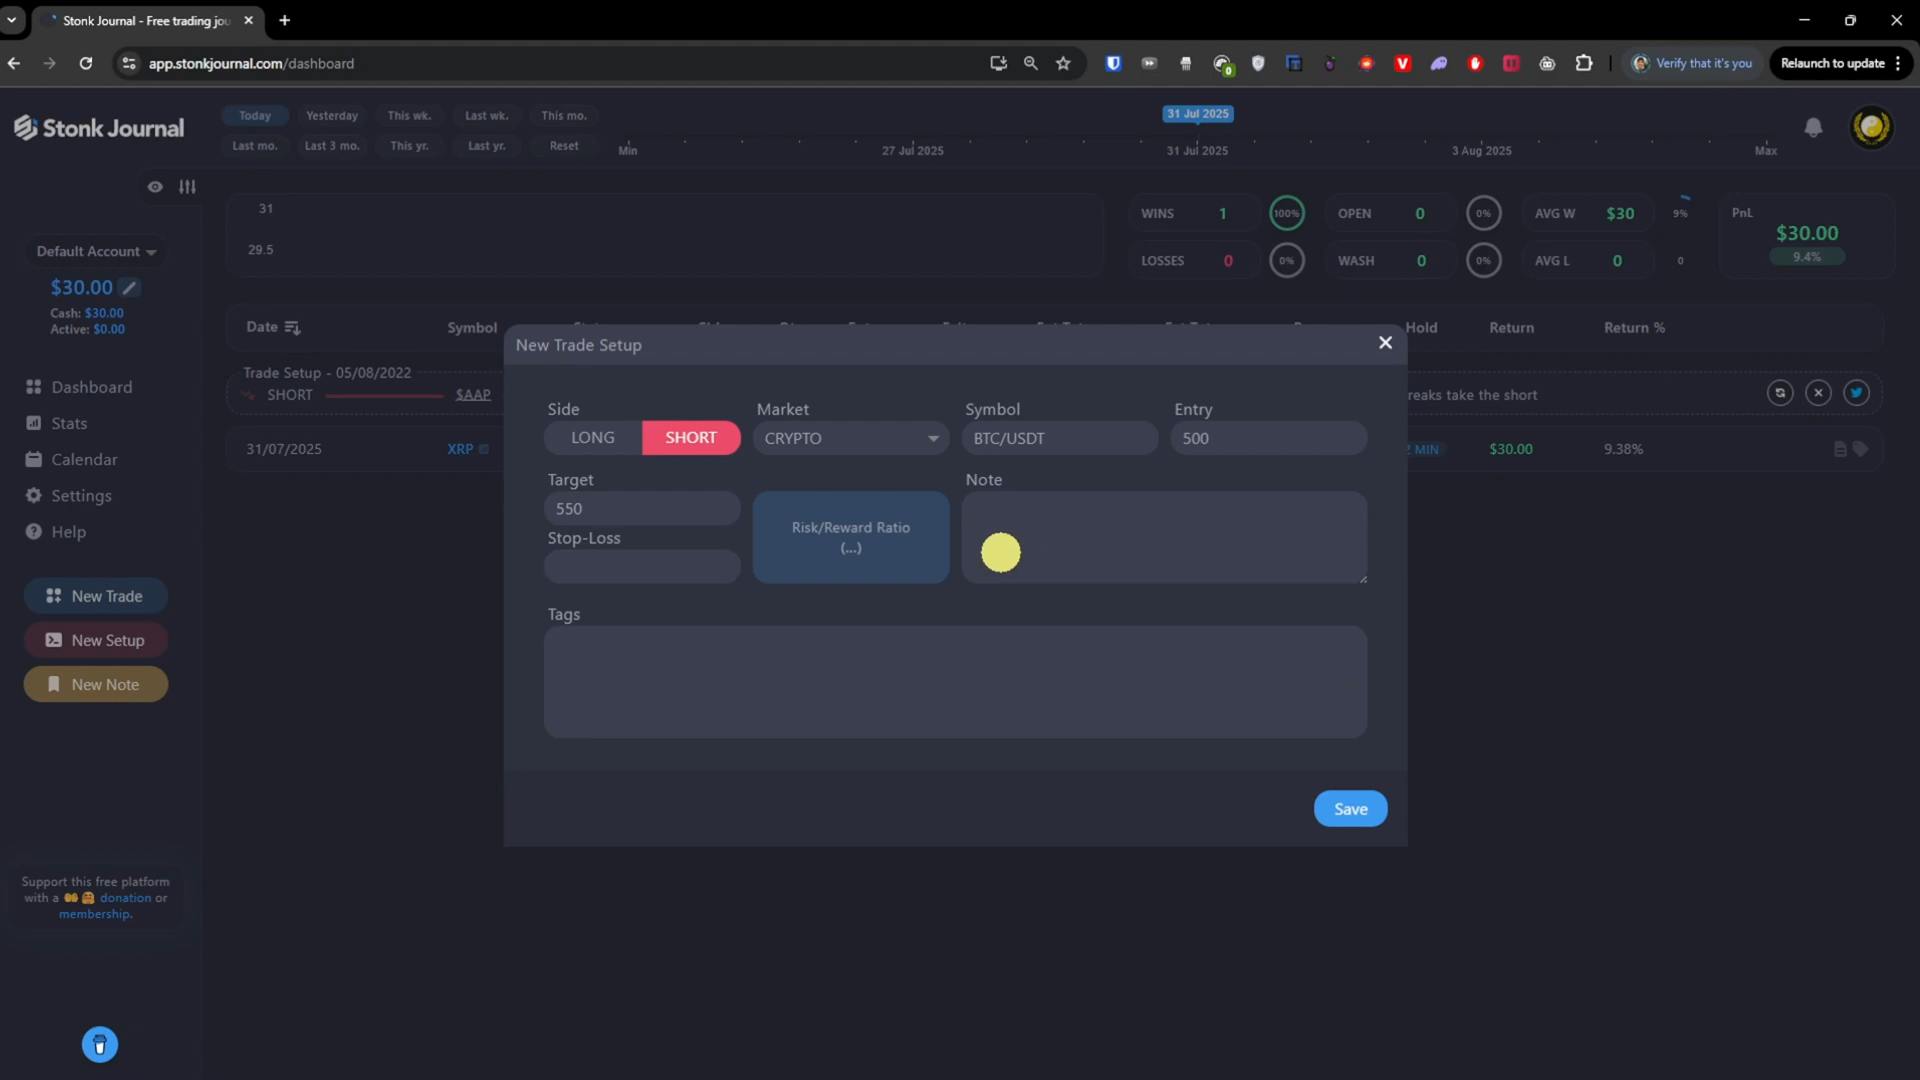 Stonk Journal - Free trading jou
app.stonkjournal.com/dashboard
0
Verify that it's you
Relaunch to update
Stonk Journal
Today
Yesterday
This wk.
Last wk.
This mo.
Last mo.
Last 3 mo.
This yr.
Last yr.
Reset
31 Jul 2025
Min
27 Jul 2025
31 Jul 2025
3 Aug 2025
Max
Default Account
$30.00
Cash: $30.00
Active: $0.00
Dashboard
Stats
Calendar
Settings
Help
New Trade
New Setup
New Note
Support this free platform
with a donation or
membership.
31
29.5
WINS 1 100%
OPEN 0 0%
AVG W $30 9%
LOSSES 0 0%
WASH 0 0%
AVG L 0 0
PnL
$30.00
9.4%
Date
Symbol
Hold
Return
Return %
Trade Setup - 05/08/2022
SHORT
$AAP
reaks take the short
31/07/2025
XRP
2 MIN
$30.00
9.38%
New Trade Setup
Side
Market
Symbol
Entry
LONG
SHORT
CRYPTO
BTC/USDT
500
Target
Note
550
Stop-Loss
Risk/Reward Ratio
(...)
Tags
Save